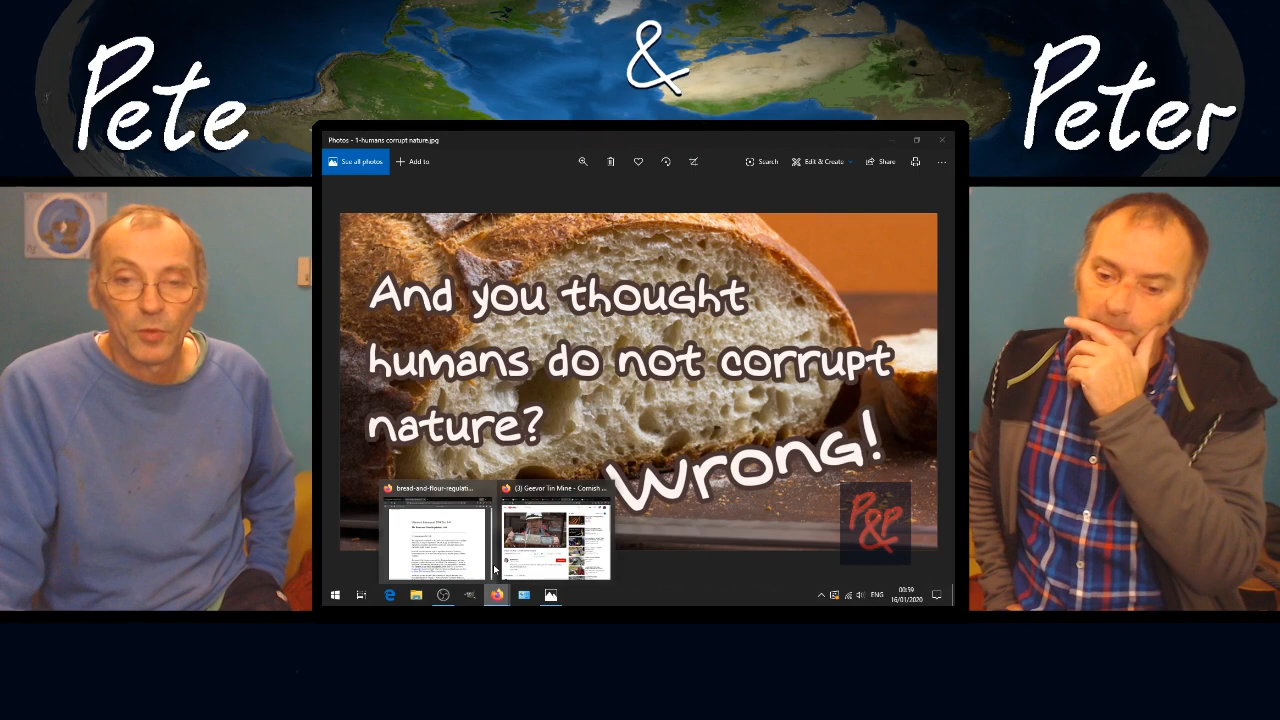 Pete
&
Peter
Photos - 1-humans corrupt nature.jpg
See all photos
Add to
Search
Edit & Create
Share
And you thought
humans do not corrupt
nature?
Wrong!
bread-and-flour-regulati...
(3) Geevor Tin Mine - Cornish ...
Pop
ENG
00:59
16/01/2020